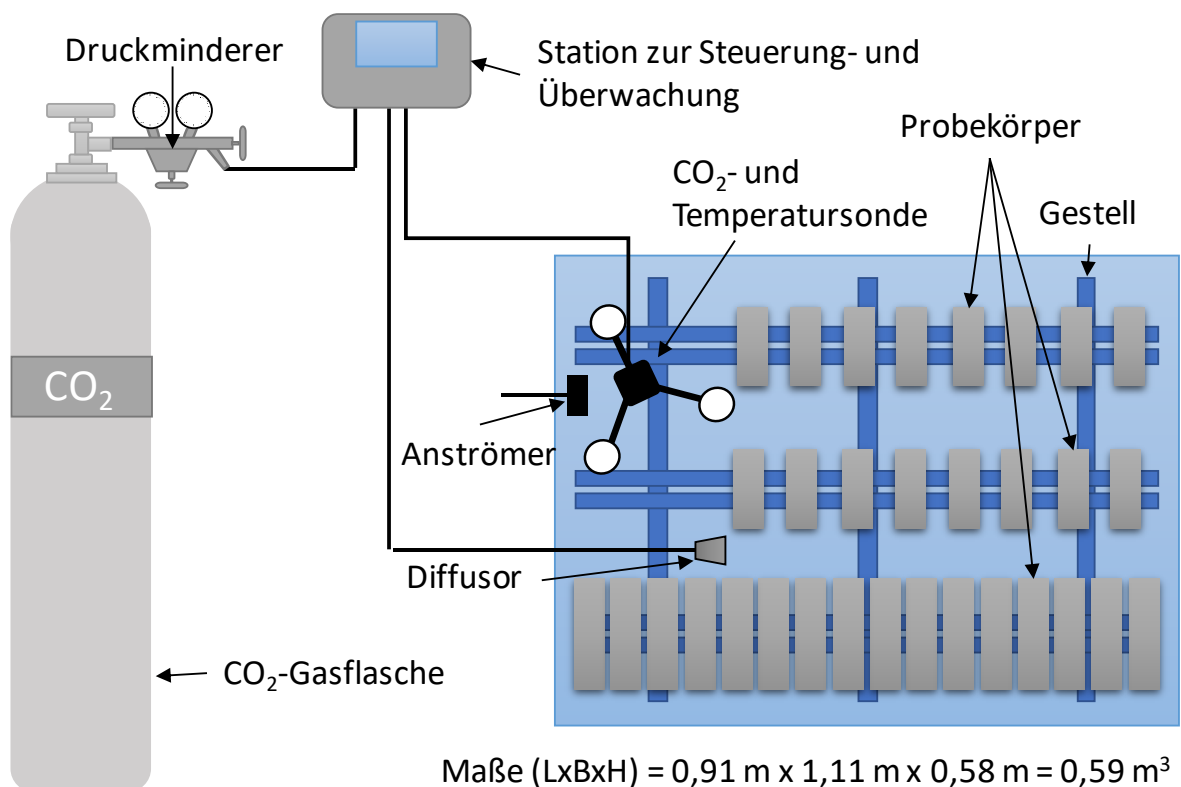 Druckminderer
Station zur Steuerung- und
Überwachung
Probekörper
CO₂- und
Temperatursonde
Gestell
CO₂
Anströmer
Diffusor
CO₂-Gasflasche
Maße (LxBxH) = 0,91 m x 1,11 m x 0,58 m = 0,59 m³